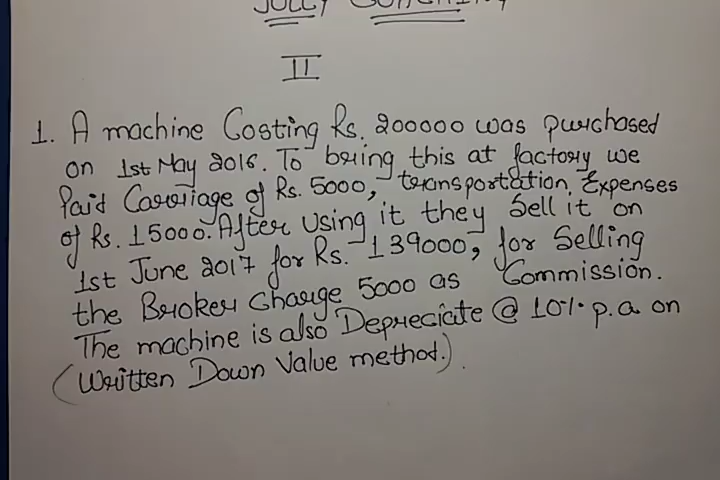 II
1. A machine Costing Rs. 200000 was purchased
on 1st May 2016. To bring this at factory we
Paid Carriage of Rs. 5000, transportation Expenses
of Rs. 15000. After using it they Sell it on
1st June 2017 for Rs. 139000, for Selling
the Broker Charge 5000 as Commission.
The machine is also Depreciate @ 10% p.a on
(Written Down Value method.).